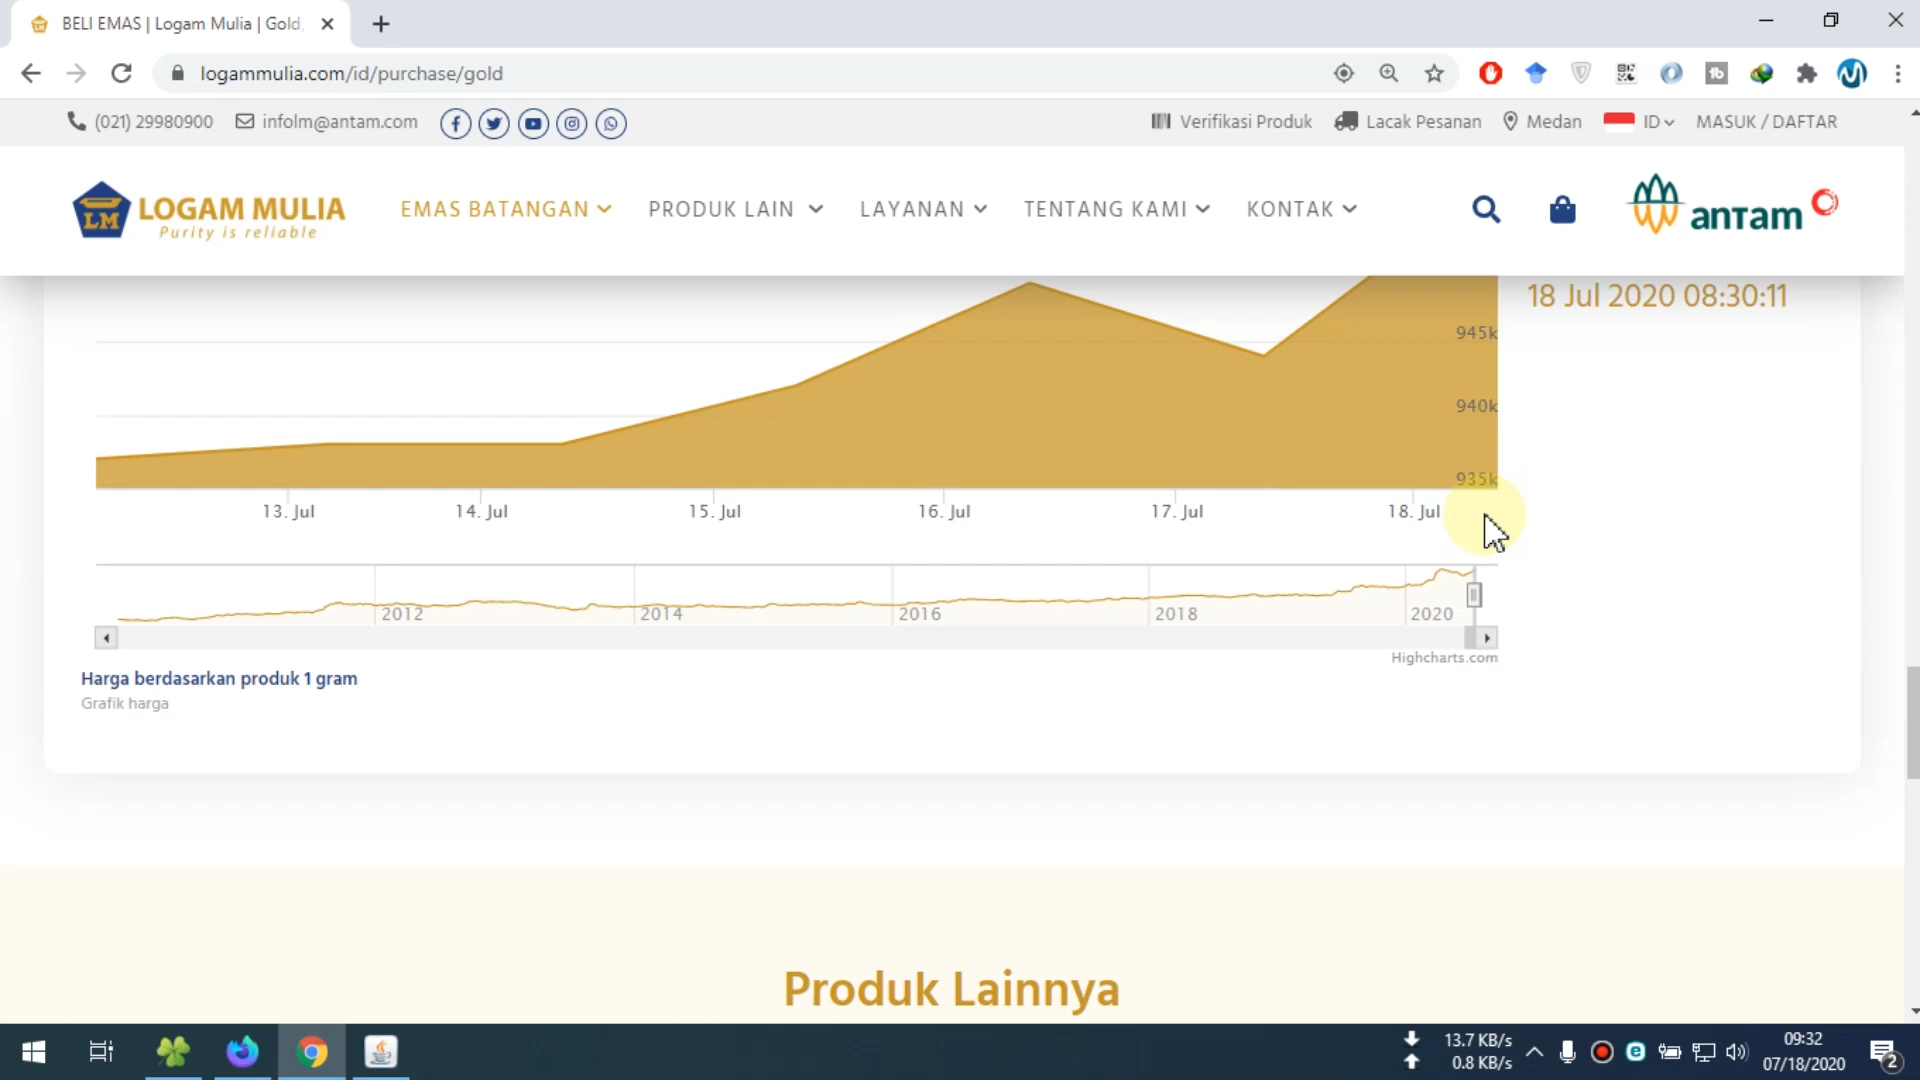 BELI EMAS | Logam Mulia | Gold
logammulia.com/id/purchase/gold
(021) 29980900 infolm@antam.com
Verifikasi Produk Lacak Pesanan Medan ID MASUK / DAFTAR
LM LOGAM MULIA
Purity is reliable
EMAS BATANGAN PRODUK LAIN LAYANAN TENTANG KAMI KONTAK
antam
18 Jul 2020 08:30:11
945k
940k
935k
13. Jul 14. Jul 15. Jul 16. Jul 17. Jul 18. Jul
2012 2014 2016 2018 2020
Highcharts.com
Harga berdasarkan produk 1 gram
Grafik harga
Produk Lainnya
13.7 KB/s
0.8 KB/s
09:32
07/18/2020
2